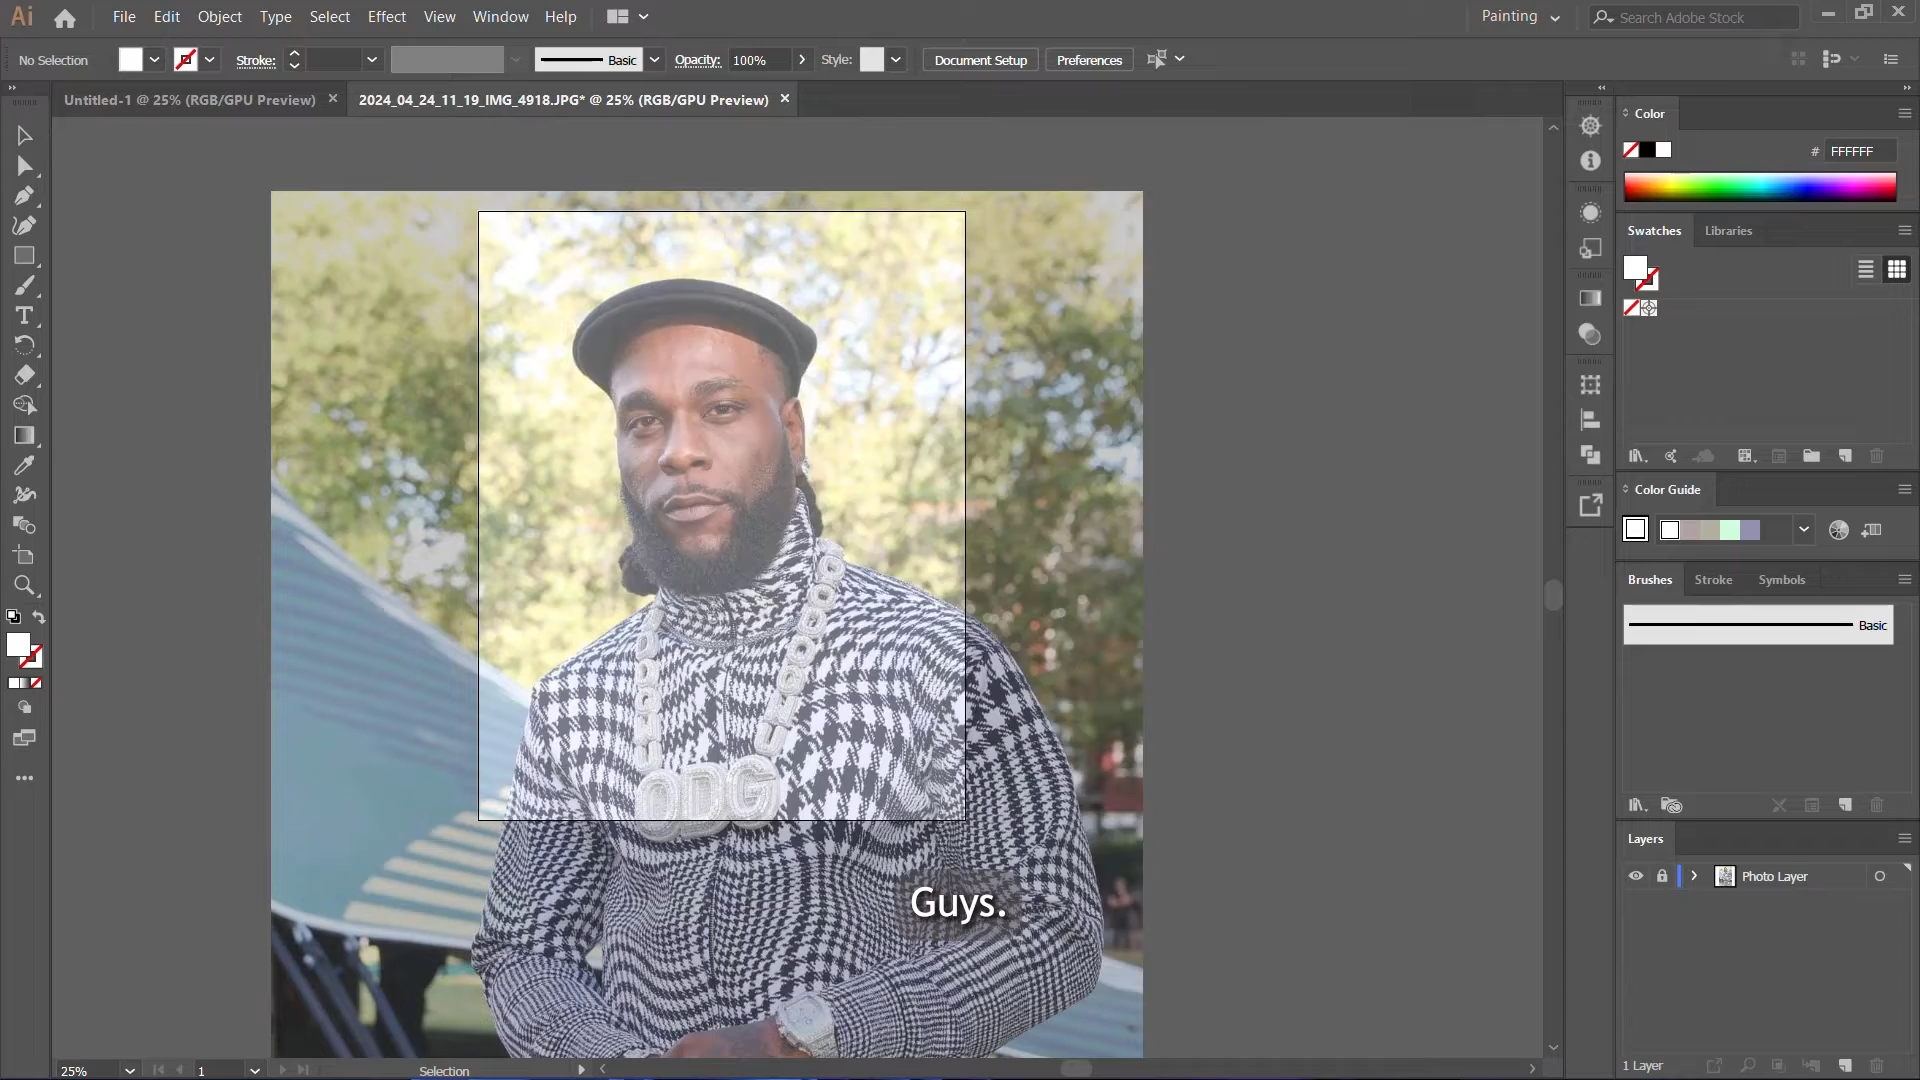 Ai
File Edit Object Type Select Effect View Window Help
Painting
Search Adobe Stock
No Selection
Stroke:
Basic
Opacity: 100%
Style:
Document Setup
Preferences
Untitled-1 @ 25% (RGB/GPU Preview) ×
2024_04_24_11_19_IMG_4918.JPG* @ 25% (RGB/GPU Preview) ×
Color
# FFFFFF
Swatches Libraries
Color Guide
Brushes Stroke Symbols
Basic
ODG
Guys.
Layers
Photo Layer
1 Layer
25%
1
Selection